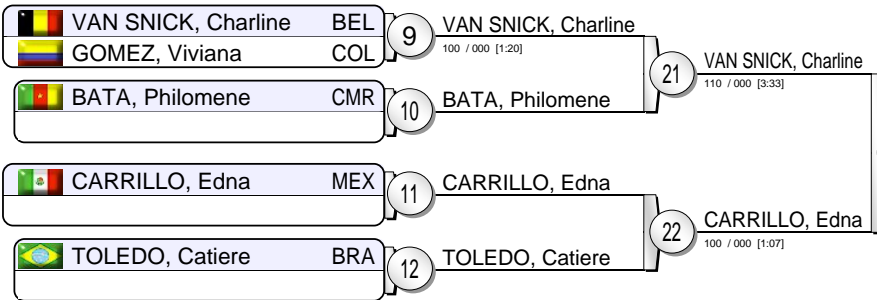 VAN SNICK, Charline BEL
GOMEZ, Viviana COL
9
VAN SNICK, Charline
100 / 000 [1:20]
BATA, Philomene CMR
10
BATA, Philomene
21
VAN SNICK, Charline
110 / 000 [3:33]
CARRILLO, Edna MEX
11
CARRILLO, Edna
TOLEDO, Catiere BRA
12
TOLEDO, Catiere
22
CARRILLO, Edna
100 / 000 [1:07]